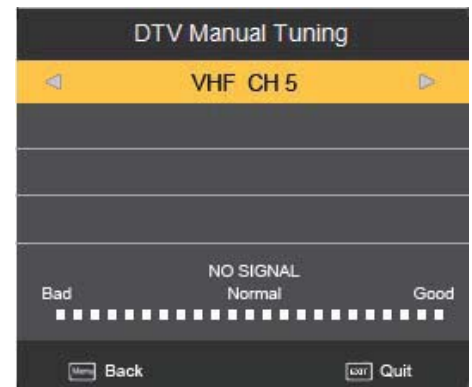 DTV Manual Tuning
VHF CH 5
NO SIGNAL
Bad Normal Good
Menu Back EXIT Quit